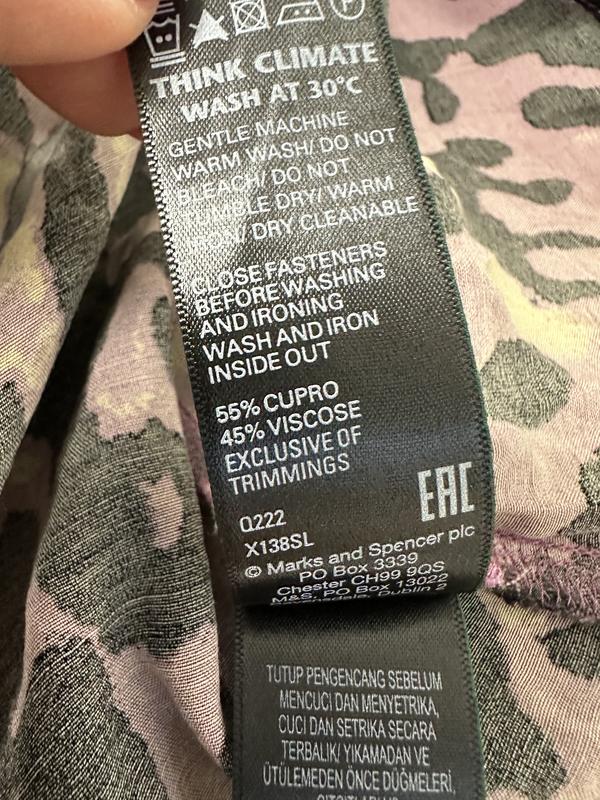 THINK CLIMATE
WASH AT 30°C
GENTLE MACHINE
WARM WASH/ DO NOT
BLEACH/ DO NOT
TUMBLE DRY/ WARM
IRON/ DRY CLEANABLE
CLOSE FASTENERS
BEFORE WASHING
AND IRONING
WASH AND IRON
INSIDE OUT
55% CUPRO
45% VISCOSE
EXCLUSIVE OF
TRIMMINGS
EAC
Q222
X138SL
© Marks and Spencer plc
PO Box 3339
Chester CH99 9QS
M&S, PO Box 13022
Dublin 2
TUTUP PENGENCANG SEBELUM
MENCUCI DAN MENYETRIKA,
CUCI DAN SETRIKA SECARA
TERBALIK/ YIKAMADAN VE
ÜTÜLEMEDEN ÖNCE DÜĞMELERİ,